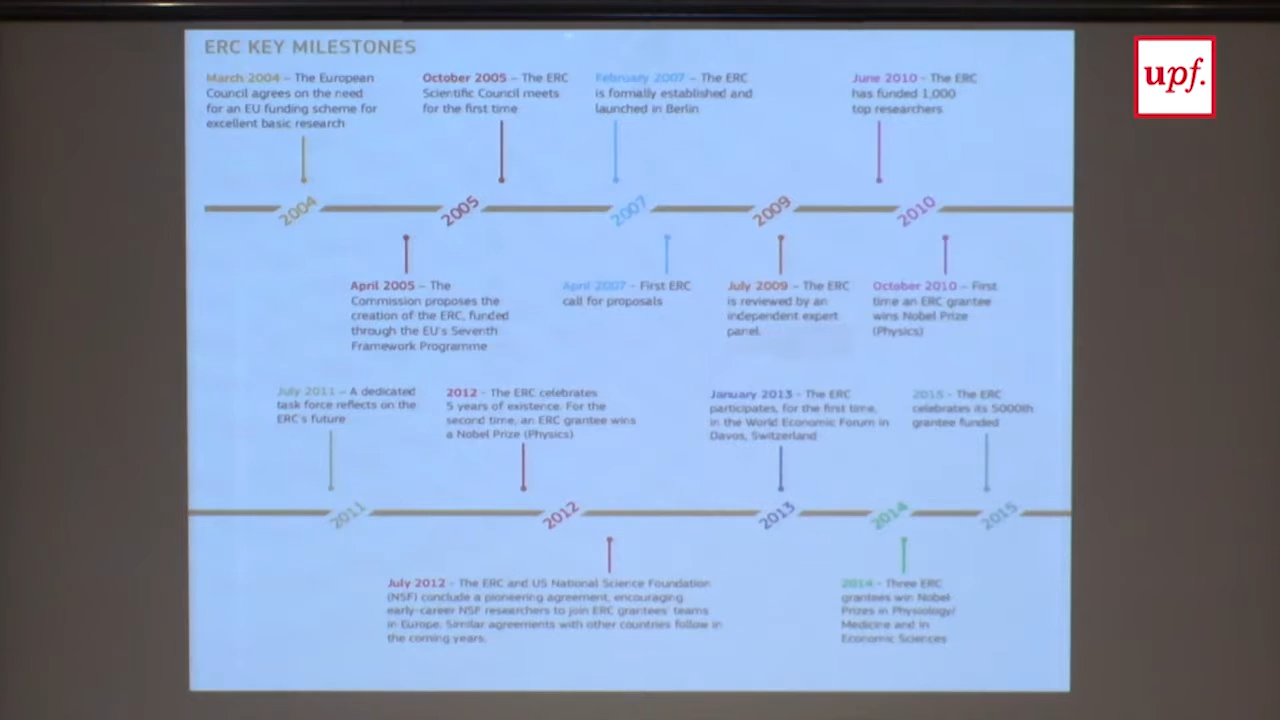 ERC KEY MILESTONES
upf.
March 2004 – The European
Council agrees on the need
for an EU funding scheme for
excellent basic research
October 2005 – The ERC
Scientific Council meets
for the first time
February 2007 – The ERC
is formally established and
launched in Berlin
June 2010 - The ERC
has funded 1,000
top researchers
2004
2005
2007
2009
2010
April 2005 – The
Commission proposes the
creation of the ERC, funded
through the EU's Seventh
Framework Programme
April 2007 - First ERC
call for proposals
July 2009 - The ERC
is reviewed by an
independent expert
panel.
October 2010 - First
time an ERC grantee
wins Nobel Prize
(Physics)
July 2011 – A dedicated
task force reflects on the
ERC's future
2012 - The ERC celebrates
5 years of existence. For the
second time, an ERC grantee wins
a Nobel Prize (Physics)
January 2013 - The ERC
participates, for the first time,
in the World Economic Forum in
Davos, Switzerland
2015 - The ERC
celebrates its 5000th
grantee funded
2011
2012
2013
2014
2015
July 2012 - The ERC and US National Science Foundation
(NSF) conclude a pioneering agreement, encouraging
early-career NSF researchers to join ERC grantees' teams
in Europe. Similar agreements with other countries follow in
the coming years.
2014 - Three ERC
grantees win Nobel
Prizes in Physiology/
Medicine and in
Economic Sciences